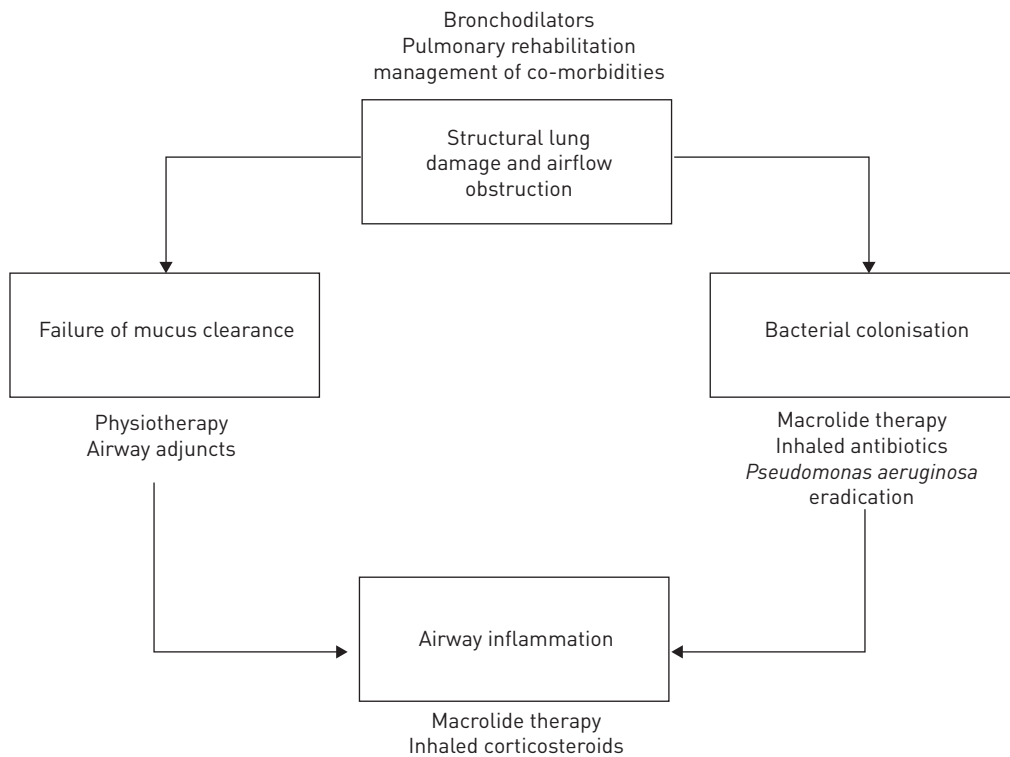 Bronchodilators
Pulmonary rehabilitation
management of co-morbidities
Structural lung
damage and airflow
obstruction
Failure of mucus clearance
Bacterial colonisation
Physiotherapy
Airway adjuncts
Macrolide therapy
Inhaled antibiotics
Pseudomonas aeruginosa
eradication
Airway inflammation
Macrolide therapy
Inhaled corticosteroids